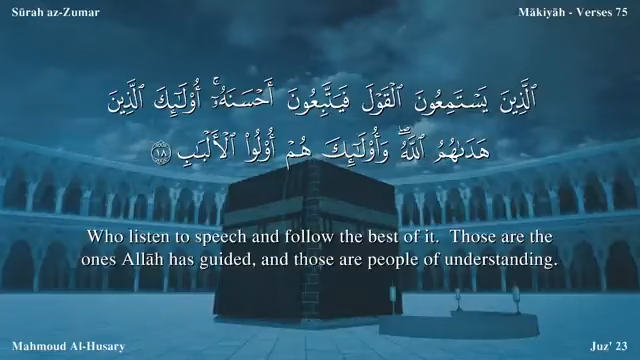 Sūrah az-Zumar
Mākiyāh - Verses 75
ٱلَّذِينَ يَسْتَمِعُونَ ٱلْقَوْلَ فَيَتَّبِعُونَ أَحْسَنَهُۥٓ ۚ أُو۟لَـٰٓئِكَ ٱلَّذِينَ
هَدَىٰهُمُ ٱللَّهُ ۖ وَأُو۟لَـٰٓئِكَ هُمْ أُو۟لُوا۟ ٱلْأَلْبَـٰبِ ١٨
Who listen to speech and follow the best of it. Those are the
ones Allāh has guided, and those are people of understanding.
Mahmoud Al-Husary
Juz' 23